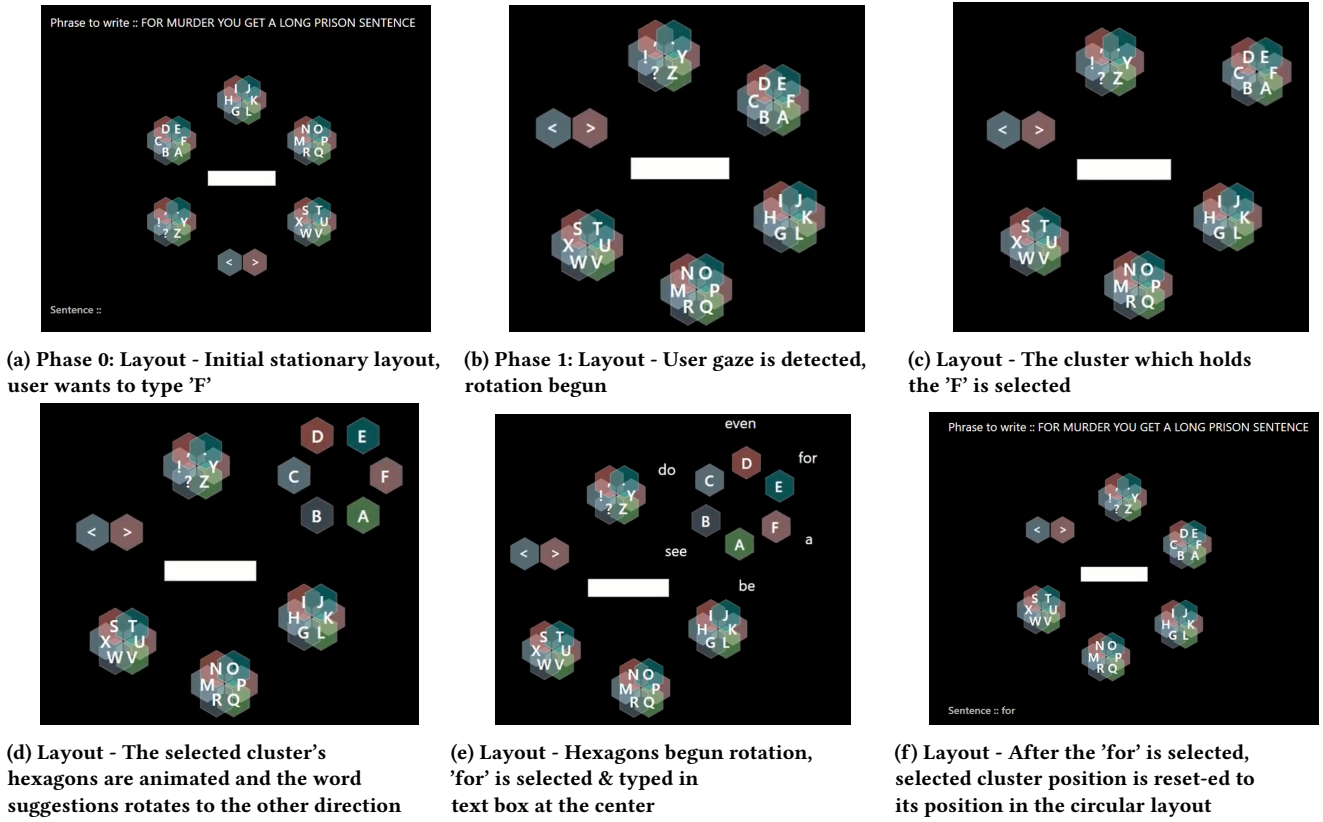 Phrase to write :: FOR MURDER YOU GET A LONG PRISON SENTENCE
I J
H K
G L
D E
C F
B A
N O
M P
R Q
, .
! Y
? Z
S T
X U
W V
< >
Sentence ::
(a) Phase 0: Layout - Initial stationary layout,
user wants to type 'F'
, .
! Y
? Z
D E
C F
B A
< >
I J
H K
G L
S T
X U
W V
N O
M P
R Q
(b) Phase 1: Layout - User gaze is detected,
rotation begun
, .
! Y
? Z
D E
C F
B A
< >
I J
H K
G L
S T
X U
W V
N O
M P
R Q
(c) Layout - The cluster which holds
the 'F' is selected
, .
! Y
? Z
D E
C F
B A
< >
I J
H K
G L
S T
X U
W V
N O
M P
R Q
(d) Layout - The selected cluster's
hexagons are animated and the word
suggestions rotates to the other direction
even
do
for
D
C
E
B
F
A
a
see
be
, .
! Y
? Z
< >
I J
H K
G L
S T
X U
W V
N O
M P
R Q
(e) Layout - Hexagons begun rotation,
'for' is selected & typed in
text box at the center
Phrase to write :: FOR MURDER YOU GET A LONG PRISON SENTENCE
, .
! Y
? Z
< >
D E
C F
B A
S T
X U
W V
I J
H K
G L
N O
M P
R Q
Sentence :: for
(f) Layout - After the 'for' is selected,
selected cluster position is reset-ed to
its position in the circular layout